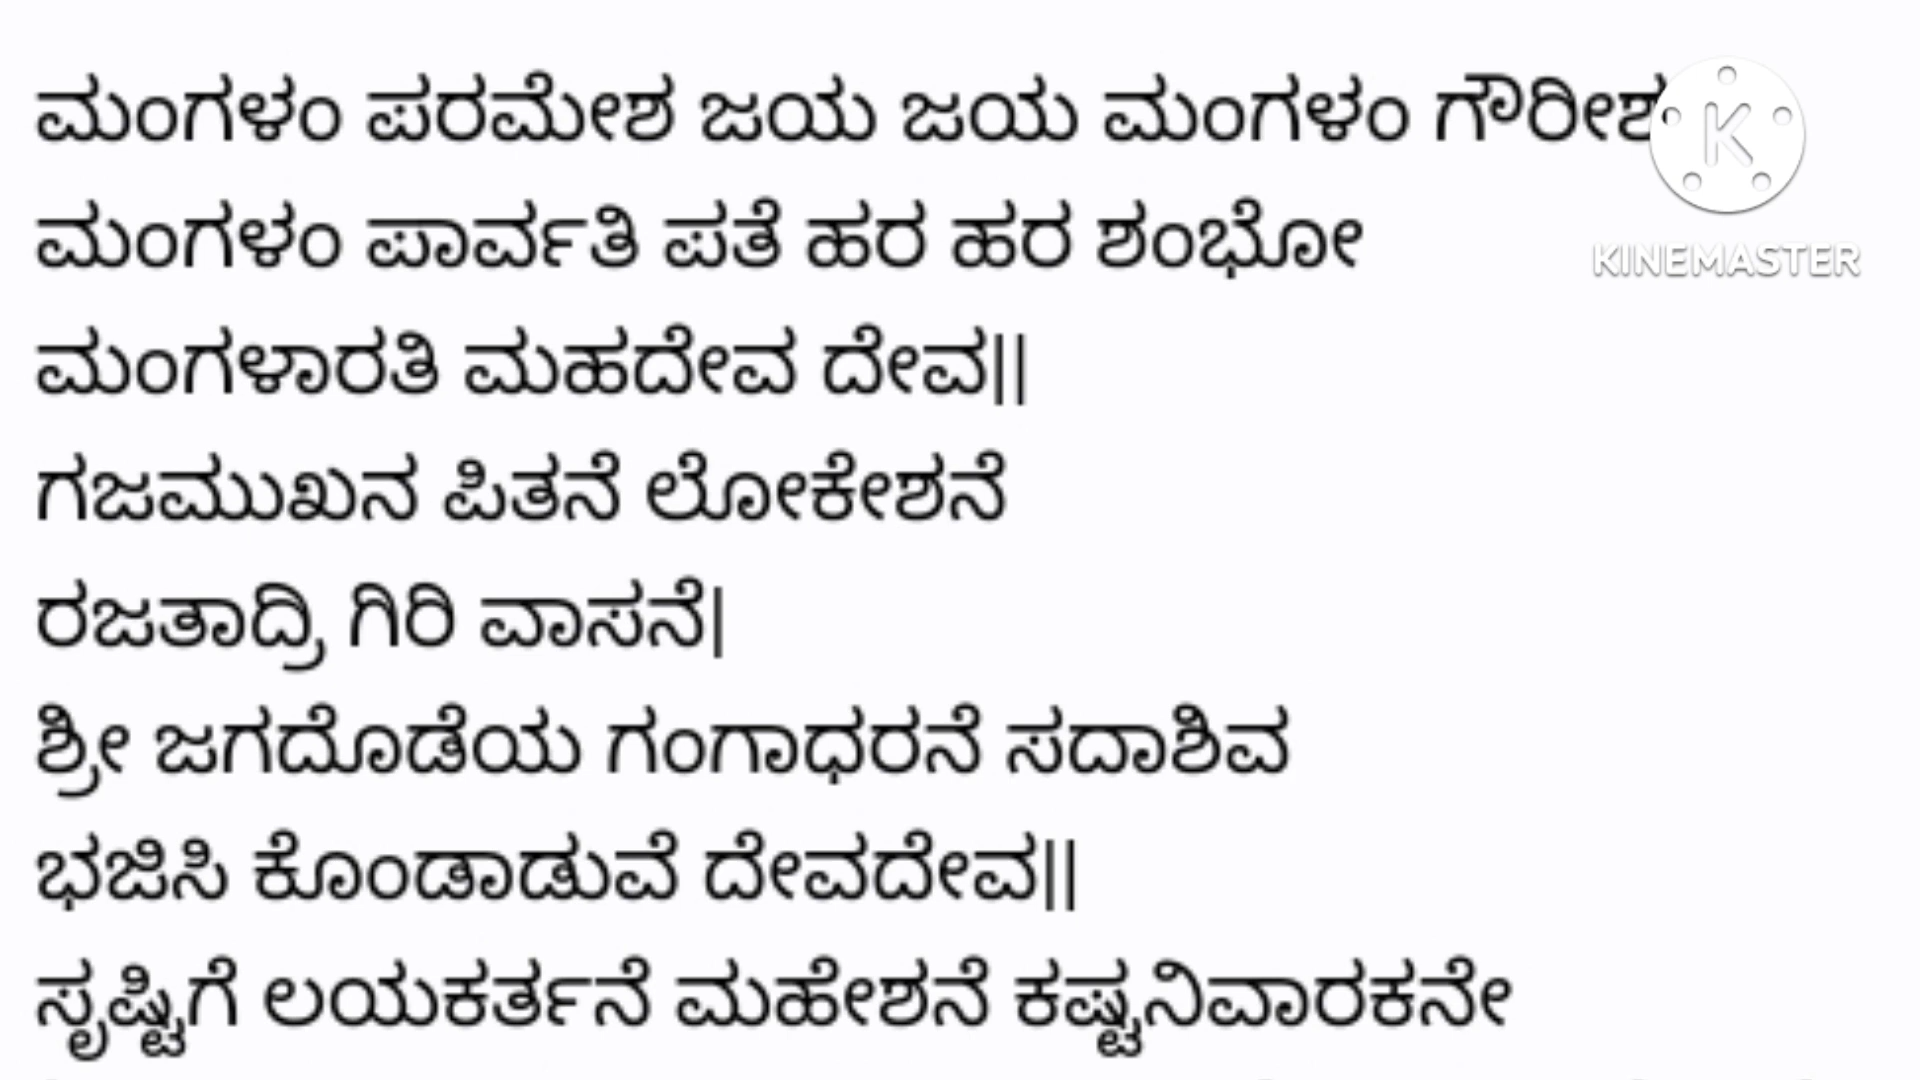 ಮಂಗಳಂ ಪರಮೇಶ ಜಯ ಜಯ ಮಂಗಳಂ ಗೌರೀಶ
ಮಂಗಳಂ ಪಾರ್ವತಿ ಪತೆ ಹರ ಹರ ಶಂಭೋ
KINEMASTER
ಮಂಗಳಾರತಿ ಮಹದೇವ ದೇವ||
ಗಜಮುಖನ ಪಿತನೆ ಲೋಕೇಶನೆ
ರಜತಾದ್ರಿ ಗಿರಿ ವಾಸನೆ|
ಶ್ರೀ ಜಗದೊಡೆಯ ಗಂಗಾಧರನೆ ಸದಾಶಿವ
ಭಜಿಸಿ ಕೊಂಡಾಡುವೆ ದೇವದೇವ||
ಸೃಷ್ಟಿಗೆ ಲಯಕರ್ತನೆ ಮಹೇಶನೆ ಕಷ್ಟನಿವಾರಕನೇ